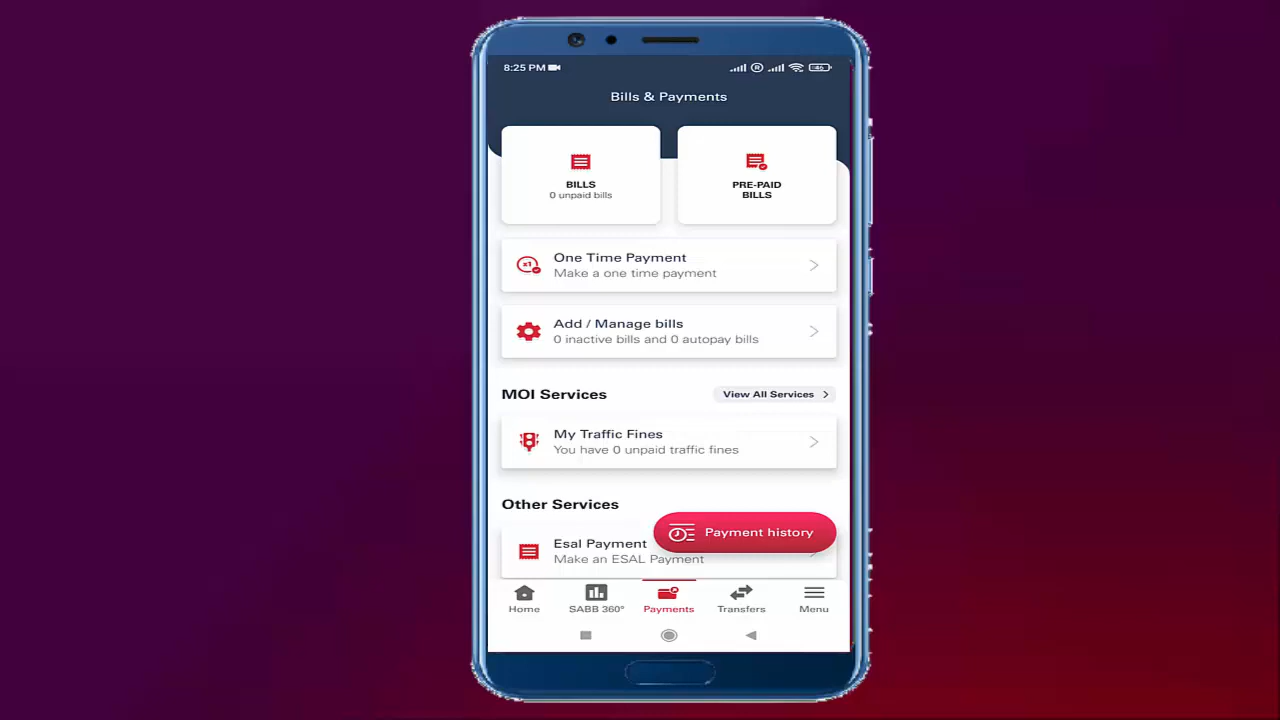 8:25 PM
46
Bills & Payments
BILLS
0 unpaid bills
PRE-PAID
BILLS
x1
One Time Payment
Make a one time payment
Add / Manage bills
0 inactive bills and 0 autopay bills
MOI Services
View All Services
My Traffic Fines
You have 0 unpaid traffic fines
Other Services
Payment history
Esal Payment
Make an ESAL Payment
Home
SABB 360°
Payments
Transfers
Menu